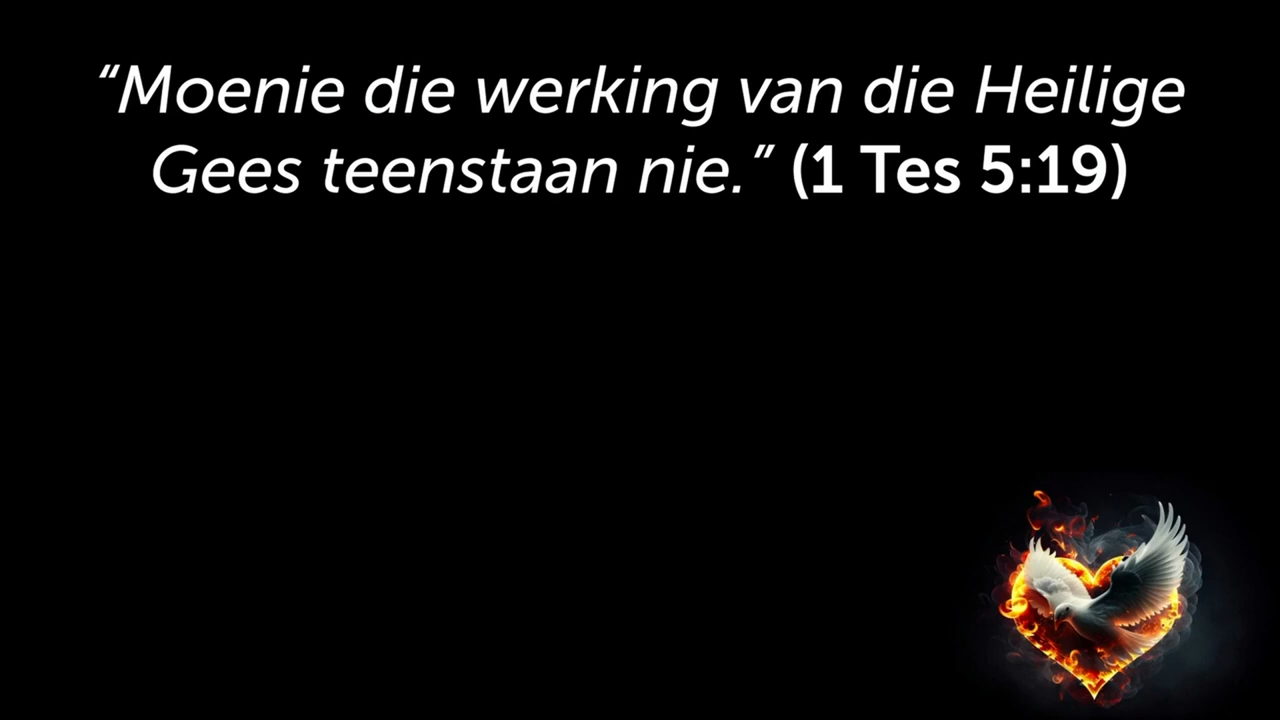 “Moenie die werking van die Heilige
Gees teenstaan nie.” (1 Tes 5:19)